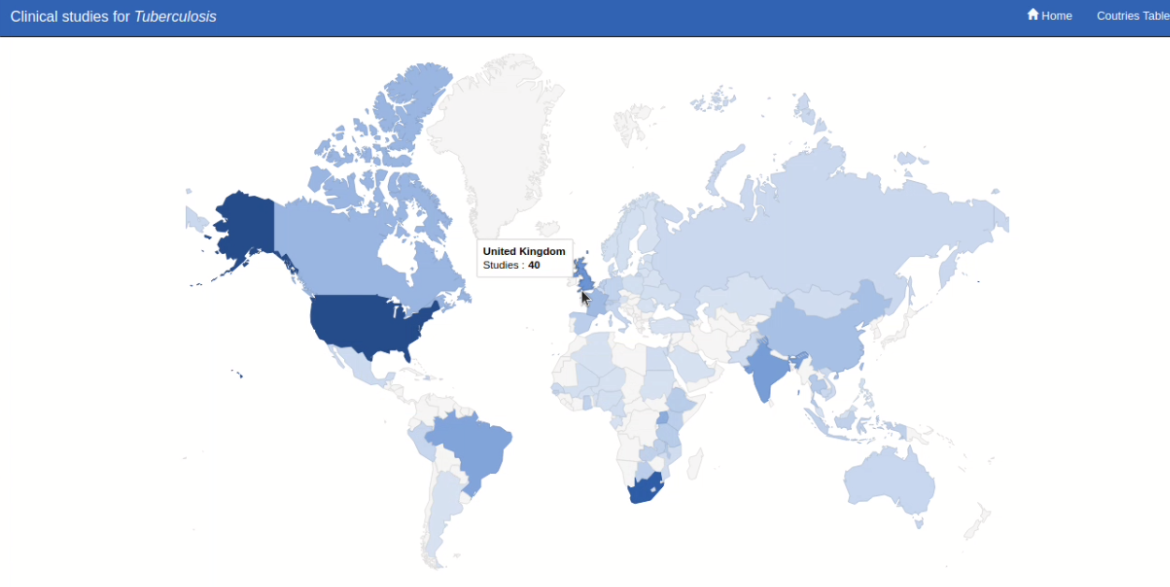 Clinical studies for Tuberculosis
Home
Coutries Table
United Kingdom
Studies : 40